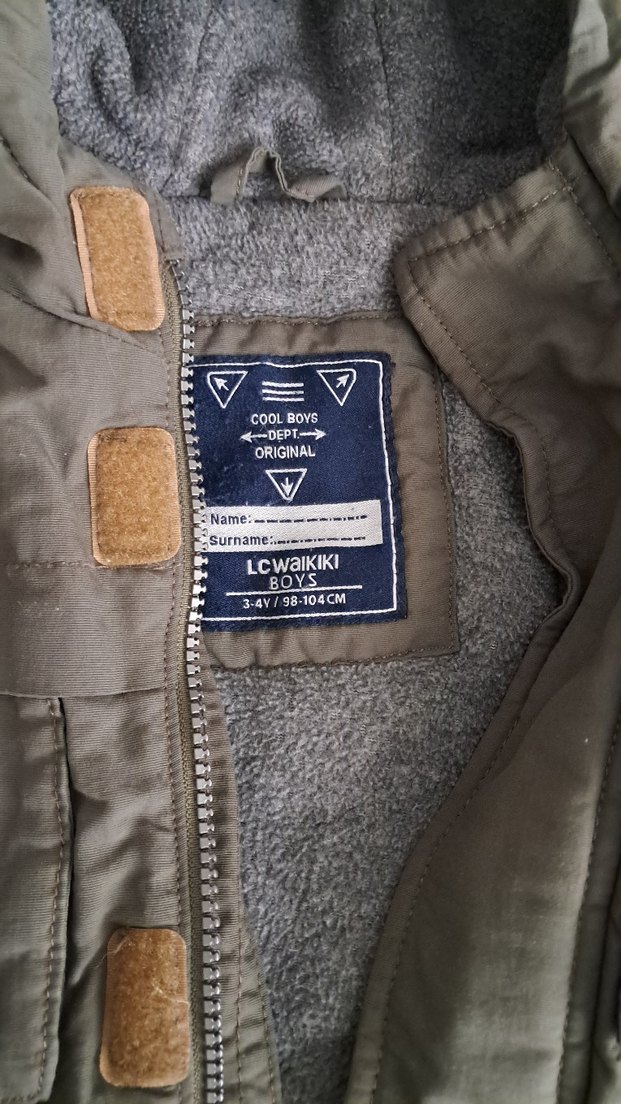 COOL BOYS
DEPT
ORIGINAL
Name:
Surname:
LCWaiKiKi
BOYS
3-4Y / 98-104CM